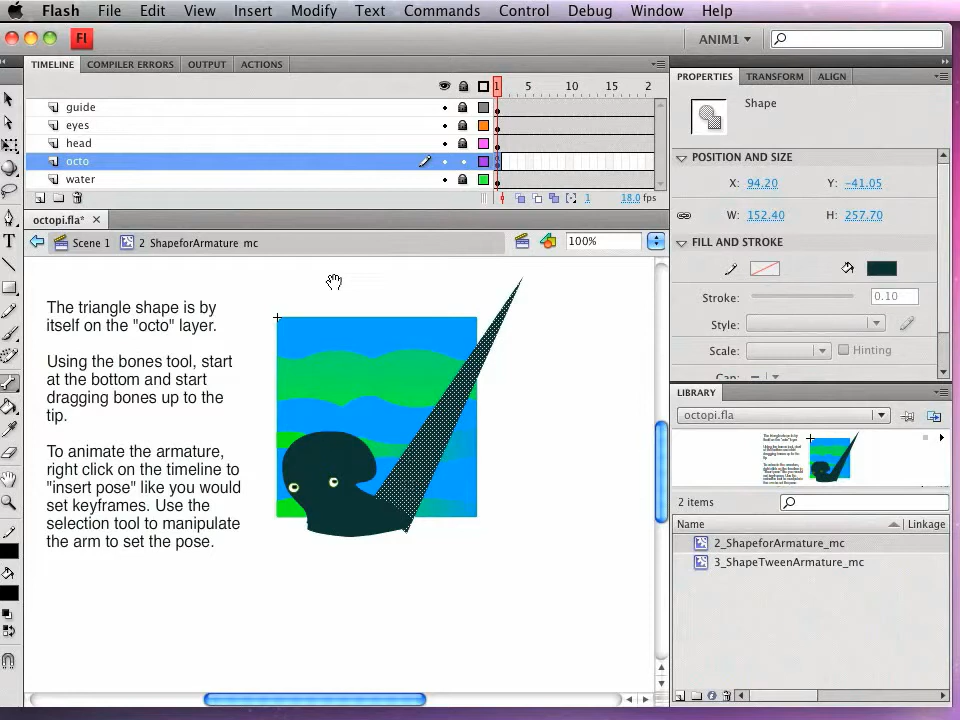 Flash File Edit View Insert Modify Text Commands Control Debug Window Help
Fl ANIM1
TIMELINE COMPILER ERRORS OUTPUT ACTIONS
1 5 10 15 2
guide
eyes
head
octo
water
1 18.0 fps
octopi.fla*
Scene 1 2 ShapeforArmature mc 100%
The triangle shape is by
itself on the "octo" layer.
Using the bones tool, start
at the bottom and start
dragging bones up to the
tip.
To animate the armature,
right click on the timeline to
"insert pose" like you would
set keyframes. Use the
selection tool to manipulate
the arm to set the pose.
PROPERTIES TRANSFORM ALIGN
Shape
POSITION AND SIZE
X: 94.20 Y: -41.05
W: 152.40 H: 257.70
FILL AND STROKE
Stroke: 0.10
Style:
Scale: Hinting
Cap:
LIBRARY
octopi.fla
2 items
Name Linkage
2_ShapeforArmature_mc
3_ShapeTweenArmature_mc